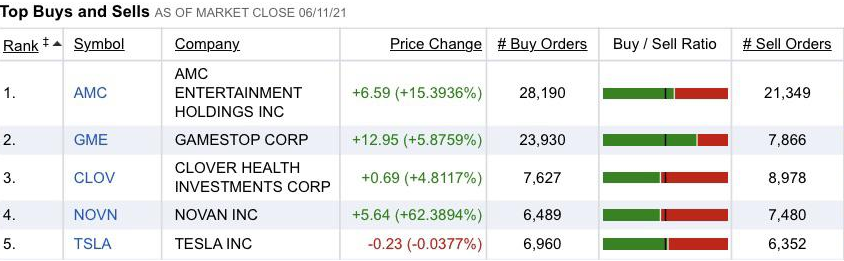 Top Buys and Sells AS OF MARKET CLOSE 06/11/21
Rank ‡ Symbol Company Price Change # Buy Orders Buy / Sell Ratio # Sell Orders
1. AMC AMC ENTERTAINMENT HOLDINGS INC +6.59 (+15.3936%) 28,190 21,349
2. GME GAMESTOP CORP +12.95 (+5.8759%) 23,930 7,866
3. CLOV CLOVER HEALTH INVESTMENTS CORP +0.69 (+4.8117%) 7,627 8,978
4. NOVN NOVAN INC +5.64 (+62.3894%) 6,489 7,480
5. TSLA TESLA INC -0.23 (-0.0377%) 6,960 6,352